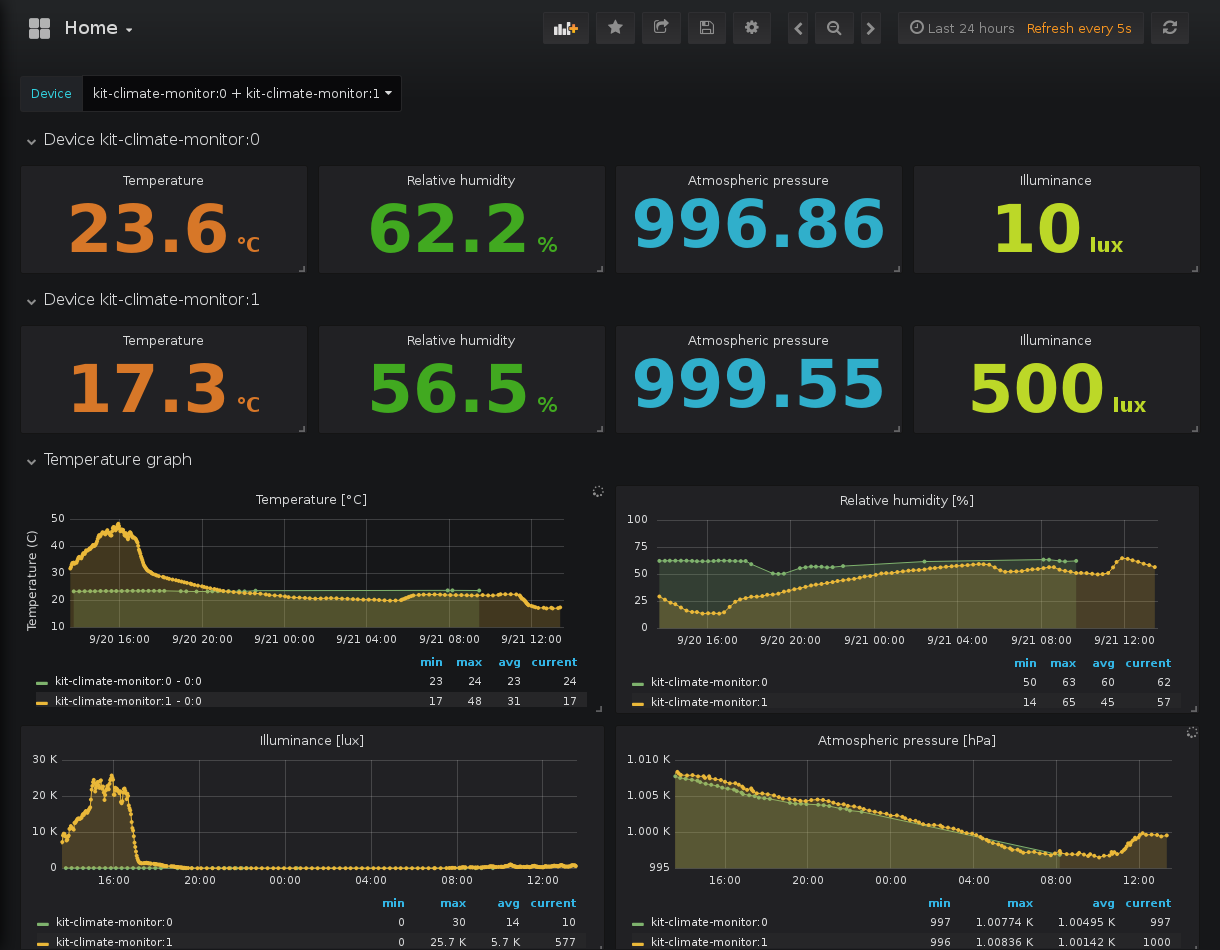 Home
Last 24 hours Refresh every 5s
Device kit-climate-monitor:0 + kit-climate-monitor:1
Device kit-climate-monitor:0
Temperature Relative humidity Atmospheric pressure Illuminance
23.6 °C 62.2 % 996.86 10 lux
Device kit-climate-monitor:1
Temperature Relative humidity Atmospheric pressure Illuminance
17.3 °C 56.5 % 999.55 500 lux
Temperature graph
Temperature [°C]
Temperature (C)
50
40
30
20
10
9/20 16:00 9/20 20:00 9/21 00:00 9/21 04:00 9/21 08:00 9/21 12:00
min max avg current
kit-climate-monitor:0 - 0:0 23 24 23 24
kit-climate-monitor:1 - 0:0 17 48 31 17
Relative humidity [%]
100
75
50
25
0
9/20 16:00 9/20 20:00 9/21 00:00 9/21 04:00 9/21 08:00 9/21 12:00
min max avg current
kit-climate-monitor:0 50 63 60 62
kit-climate-monitor:1 14 65 45 57
Illuminance [lux]
30 K
20 K
10 K
0
16:00 20:00 00:00 04:00 08:00 12:00
min max avg current
kit-climate-monitor:0 0 30 14 10
kit-climate-monitor:1 0 25.7 K 5.7 K 577
Atmospheric pressure [hPa]
1.010 K
1.005 K
1.000 K
995
16:00 20:00 00:00 04:00 08:00 12:00
min max avg current
kit-climate-monitor:0 997 1.00774 K 1.00495 K 997
kit-climate-monitor:1 996 1.00836 K 1.00142 K 1000